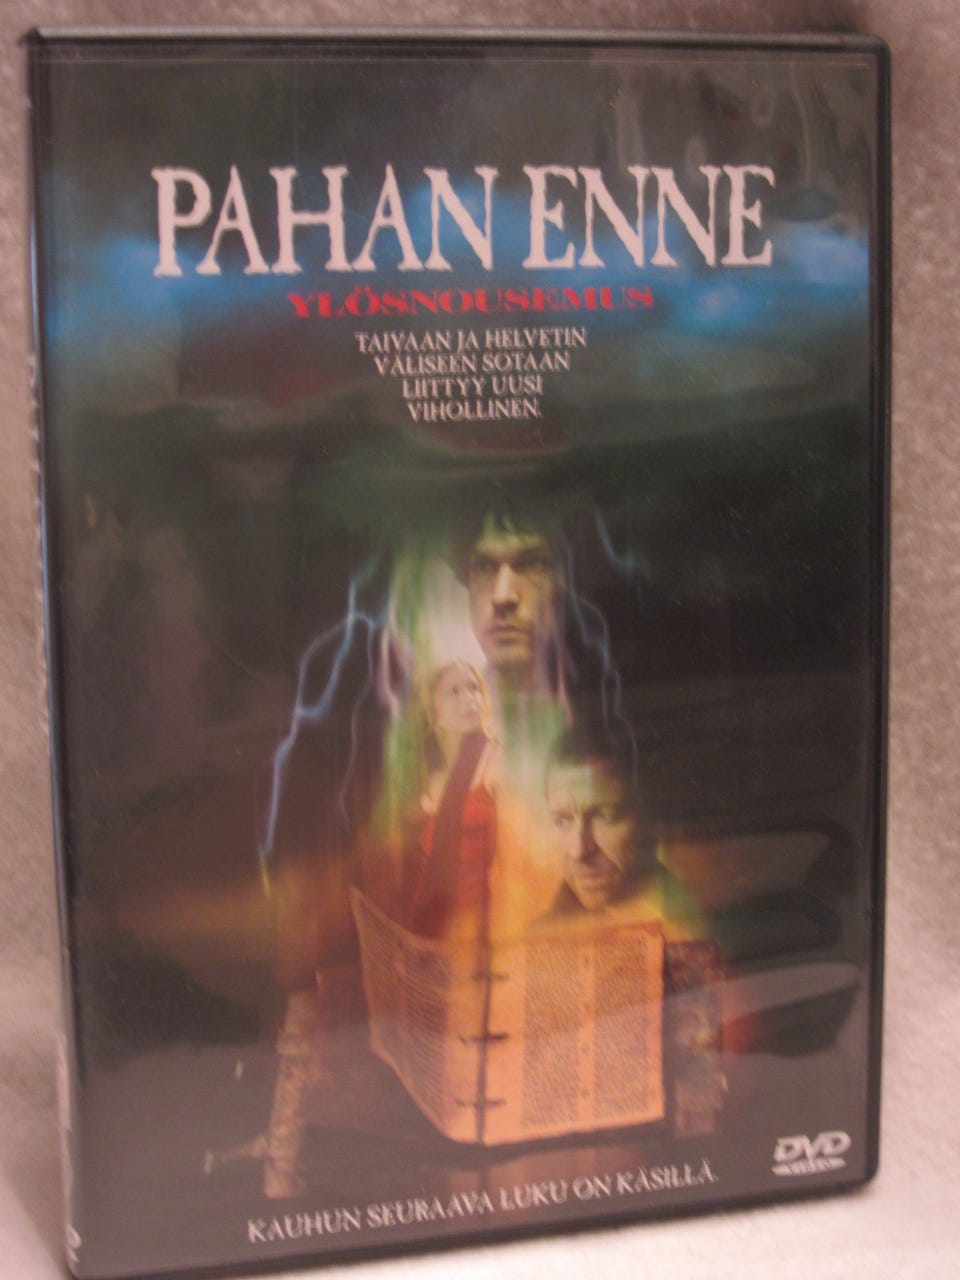 PAHAN ENNE
YLÖSNOUSEMUS
TAIVAAN JA HELVETIN
VÄLISEEN SOTAAN
LIITTYY UUSI
VIHOLLINEN.
KAUHUN SEURAAVA LUKU ON KÄSILLÄ.
DVD